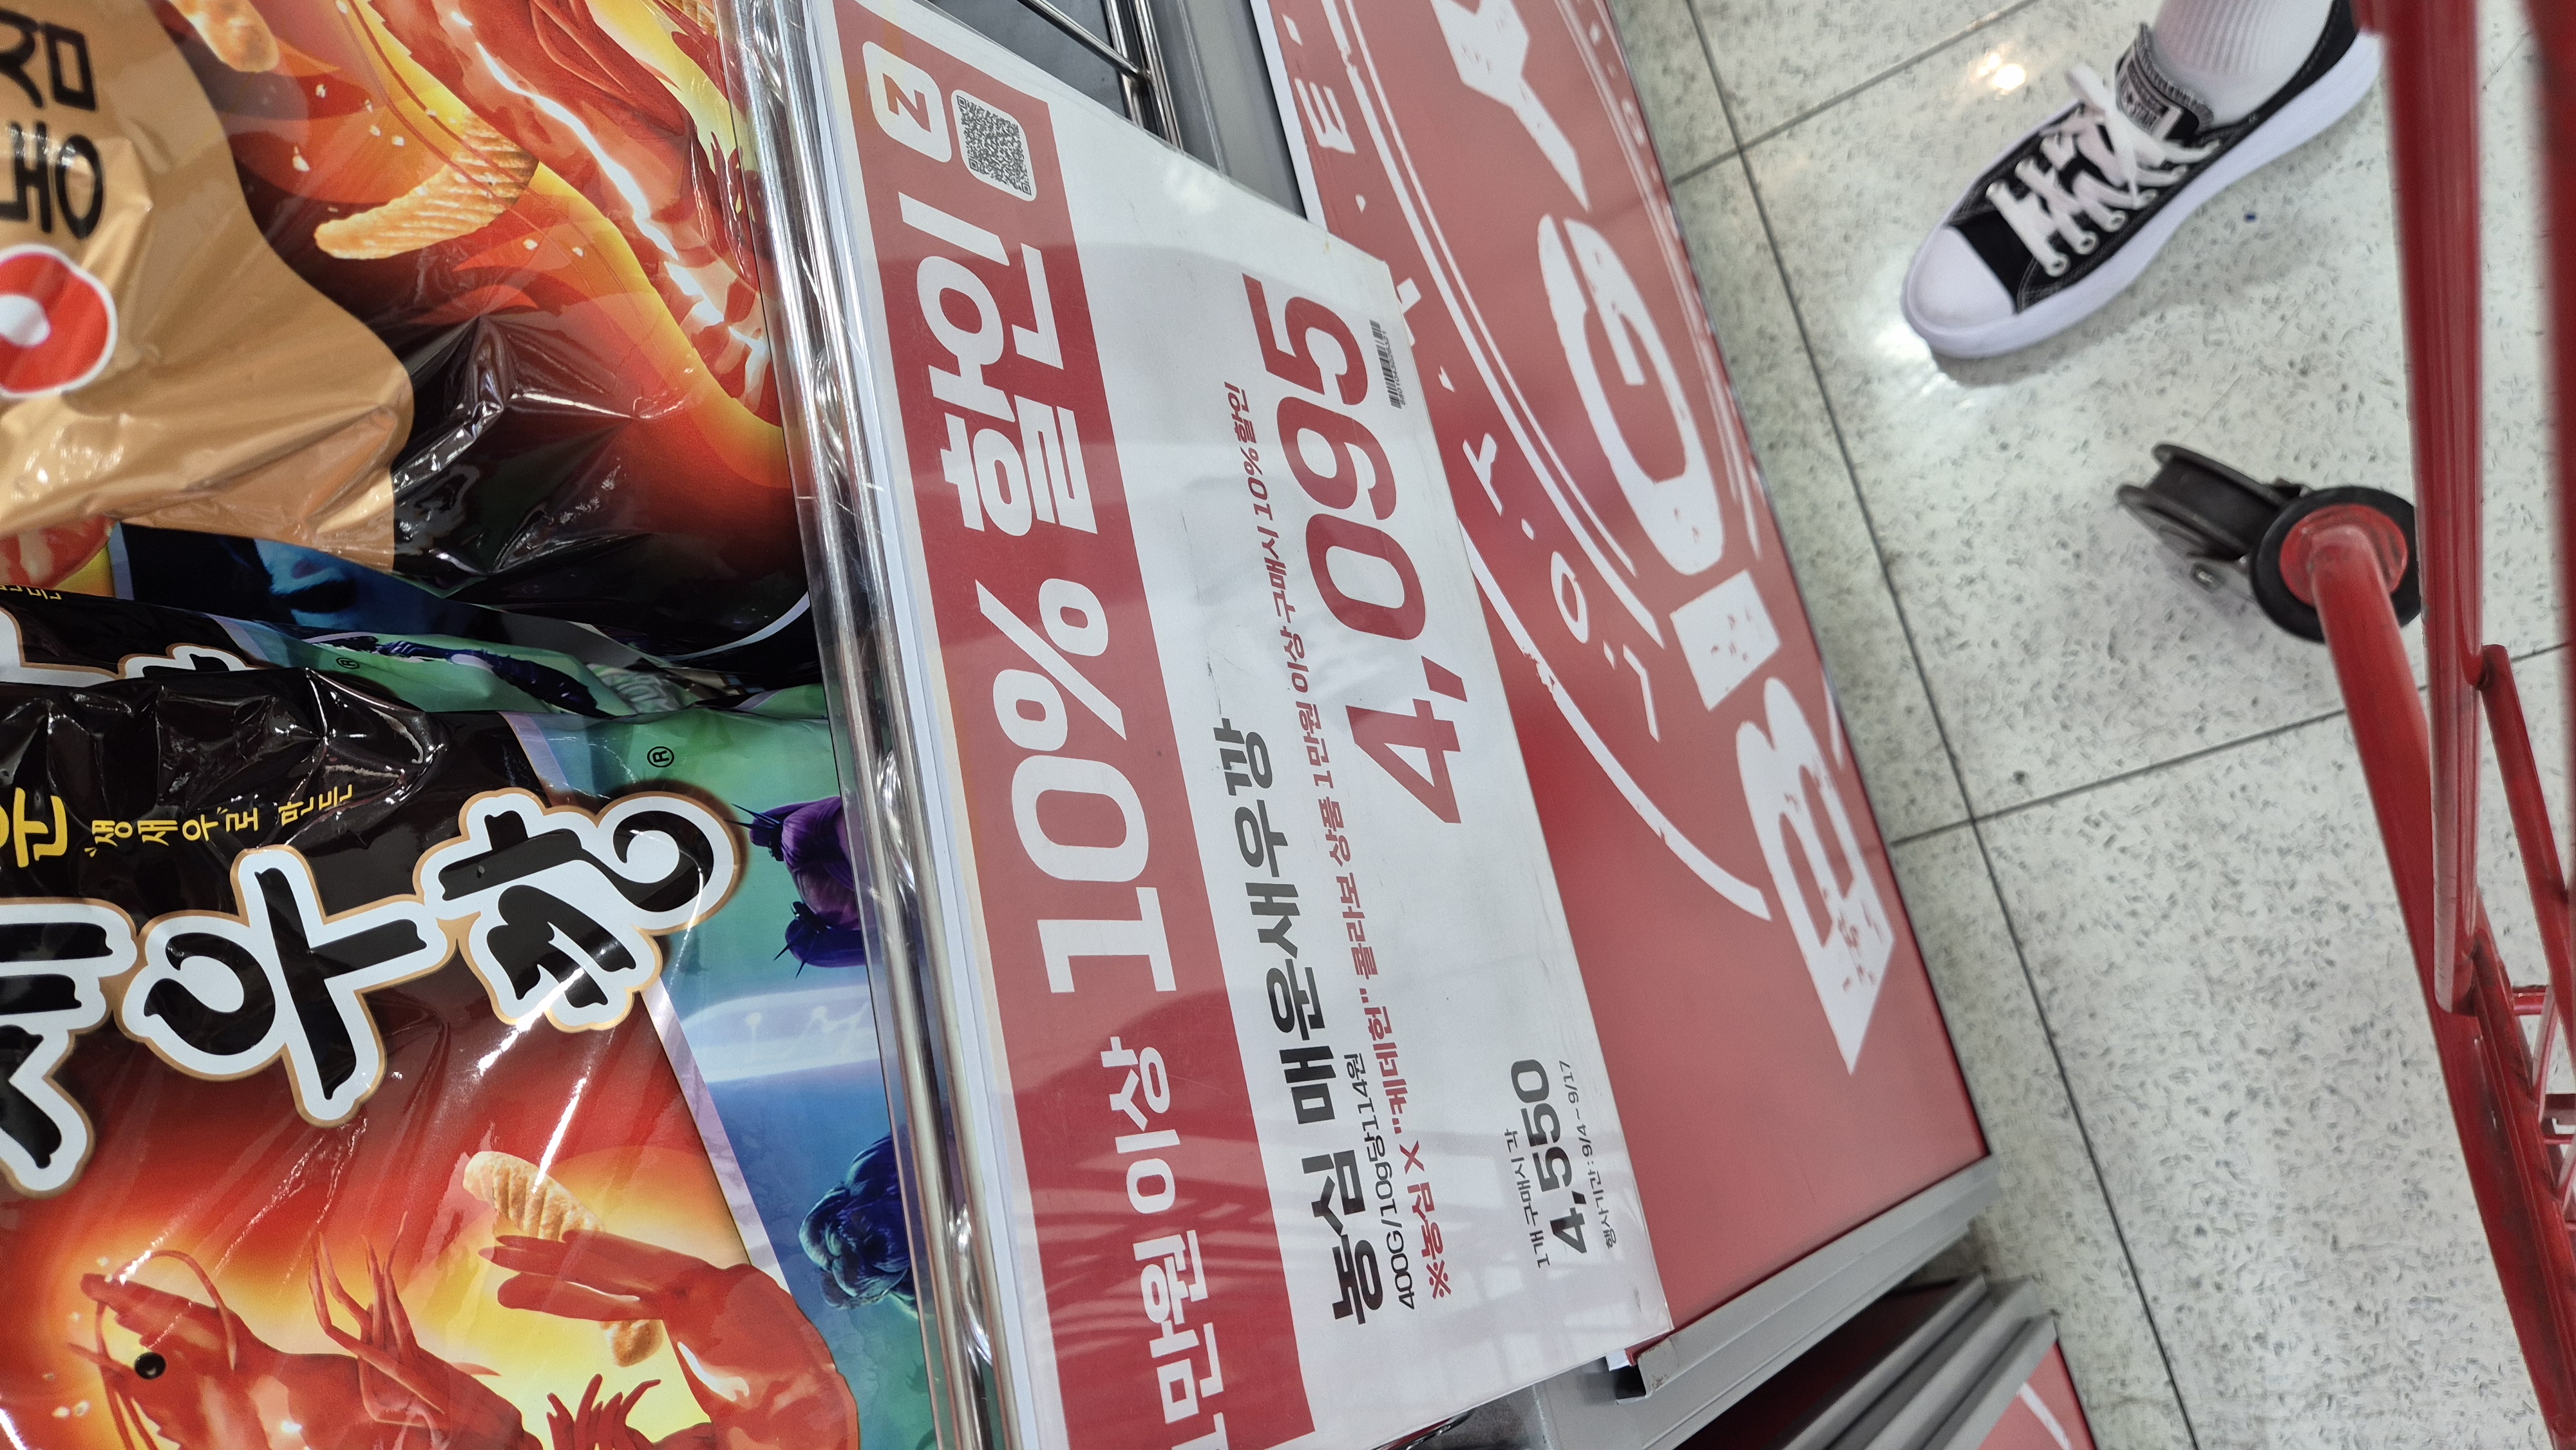 1만원 이상 10% 할인
Z
농심 매운새우깡
400G/10g당114원
※농심 X "케데헌" 콜라보 상품 1만원 이상 구매시 10% 할인
4,095
1개 구매시 각
4,550
행사기간 : 9/4 ~ 9/17
BIG
생새우로 만든
새우깡
®